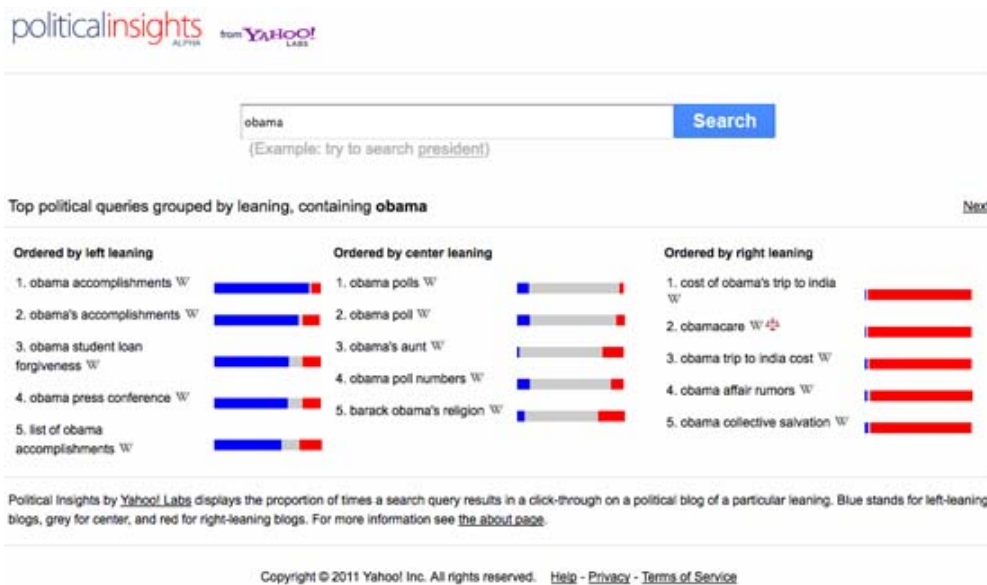 politicalinsights
ALPHA
from YAHOO!
LABS
obama
Search
(Example: try to search president)
Top political queries grouped by leaning, containing obama
Next
Ordered by left leaning
1. obama accomplishments W
2. obama's accomplishments W
3. obama student loan
forgiveness W
4. obama press conference W
5. list of obama
accomplishments W
Ordered by center leaning
1. obama polls W
2. obama poll W
3. obama's aunt W
4. obama poll numbers W
5. barack obama's religion W
Ordered by right leaning
1. cost of obama's trip to india
W
2. obamacare W
3. obama trip to india cost W
4. obama affair rumors W
5. obama collective salvation W
Political Insights by Yahoo! Labs displays the proportion of times a search query results in a click-through on a political blog of a particular leaning. Blue stands for left-leaning
blogs, grey for center, and red for right-leaning blogs. For more information see the about page.
Copyright © 2011 Yahoo! Inc. All rights reserved. Help - Privacy - Terms of Service